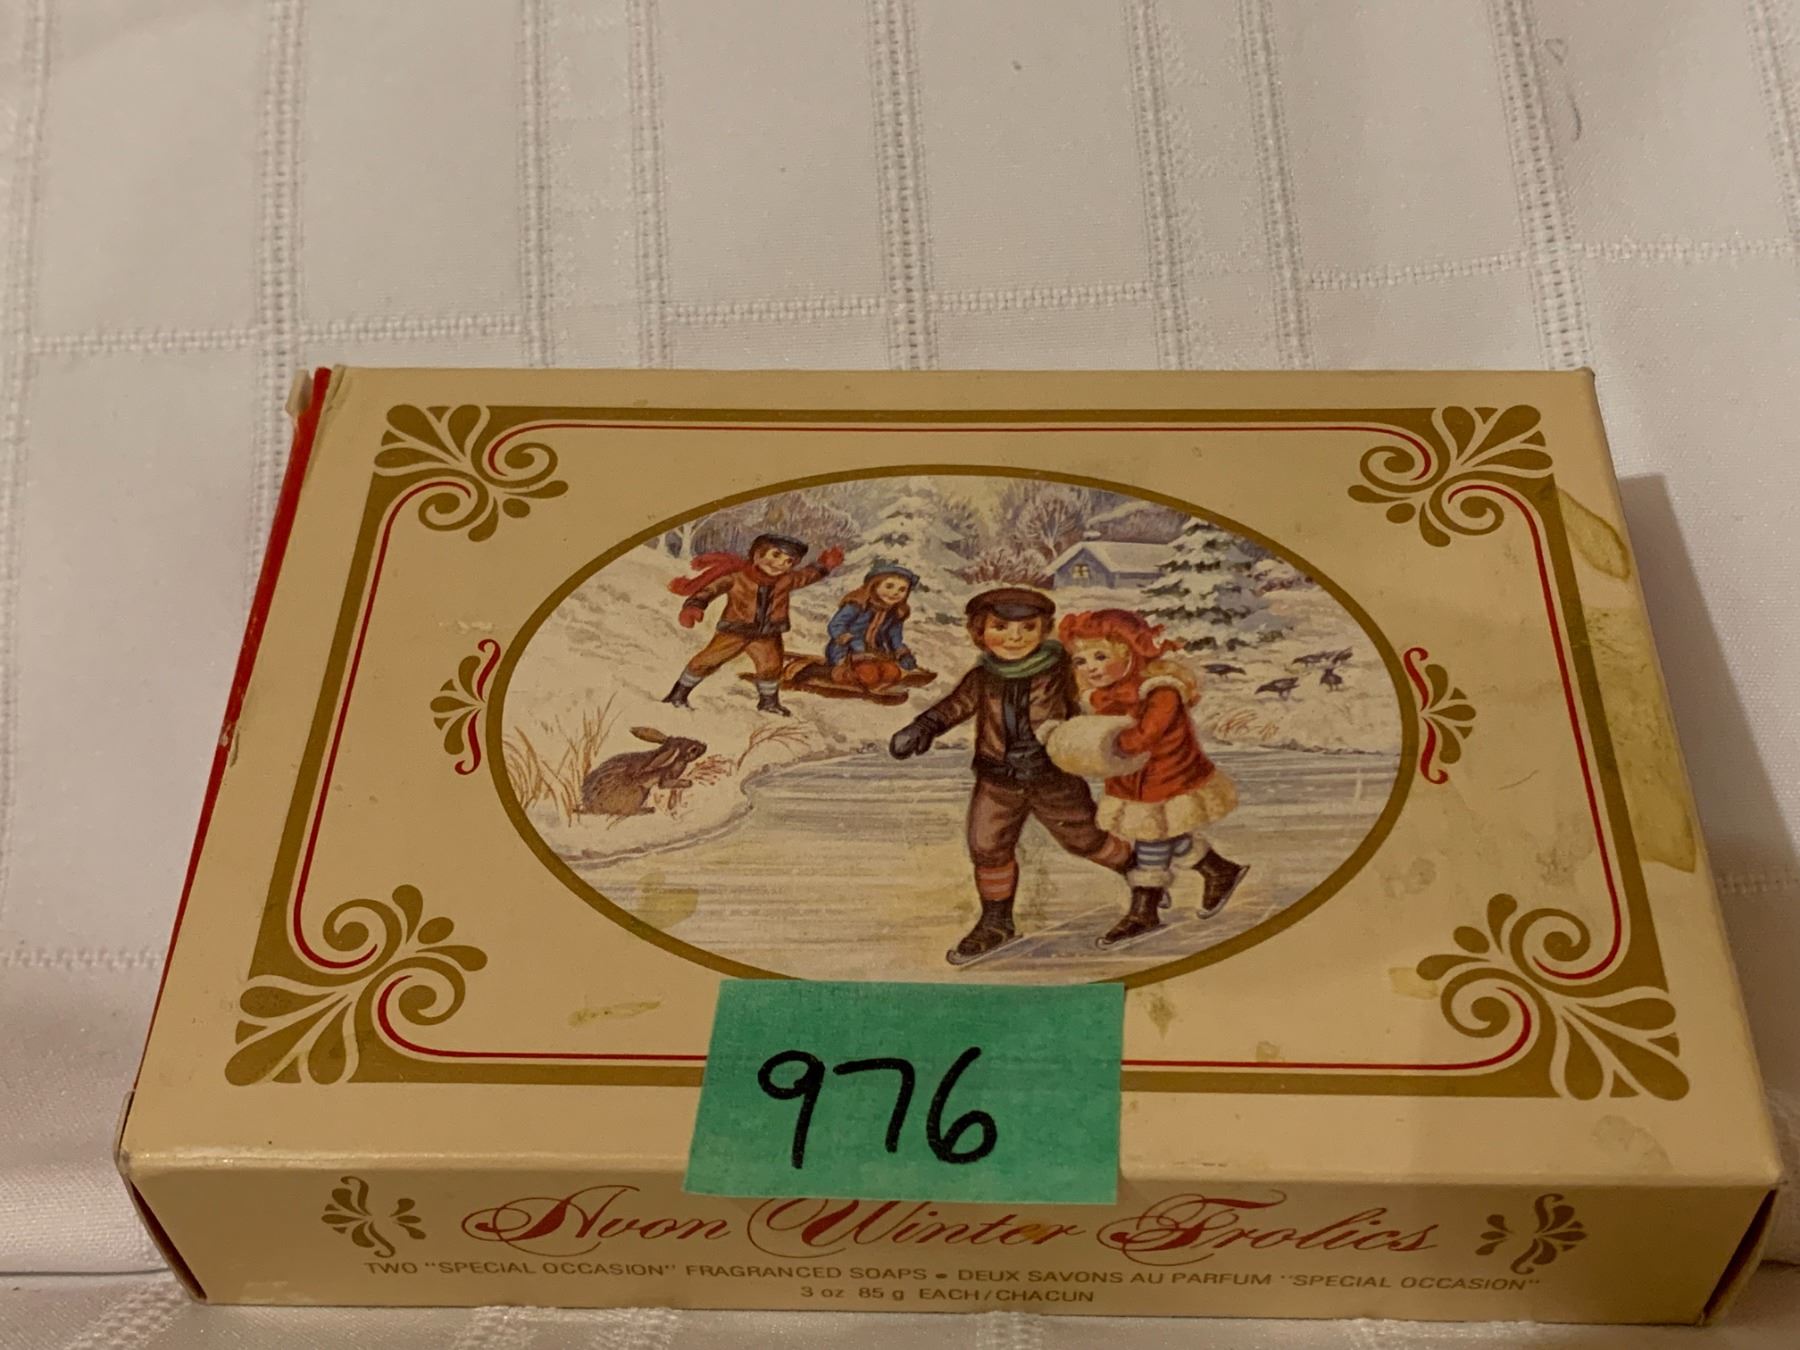 976
Avon Winter Frolics
TWO "SPECIAL OCCASION" FRAGRANCED SOAPS • DEUX SAVONS AU PARFUM "SPECIAL OCCASION"
3 oz 85 g EACH/CHACUN